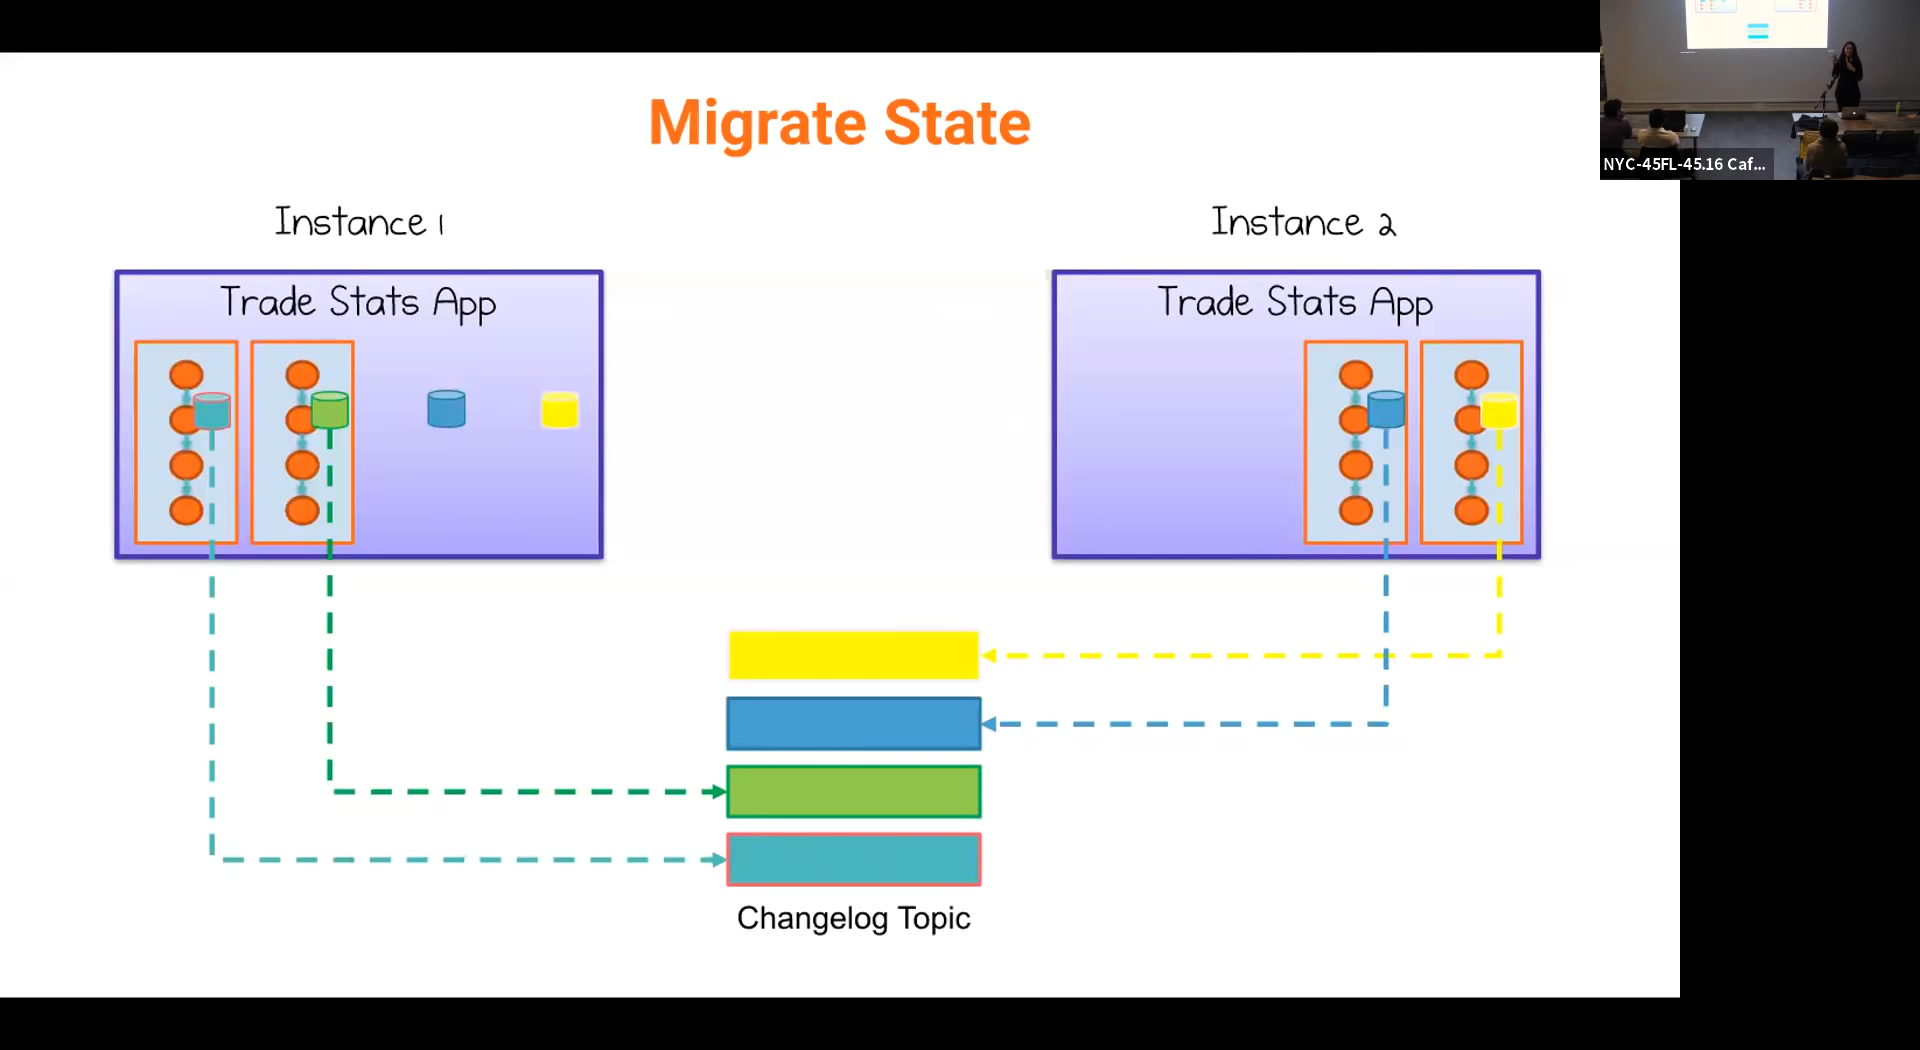 Migrate State
NYC-45FL-45.16 Caf...
Instance 1
Instance 2
Trade Stats App
Trade Stats App
Changelog Topic